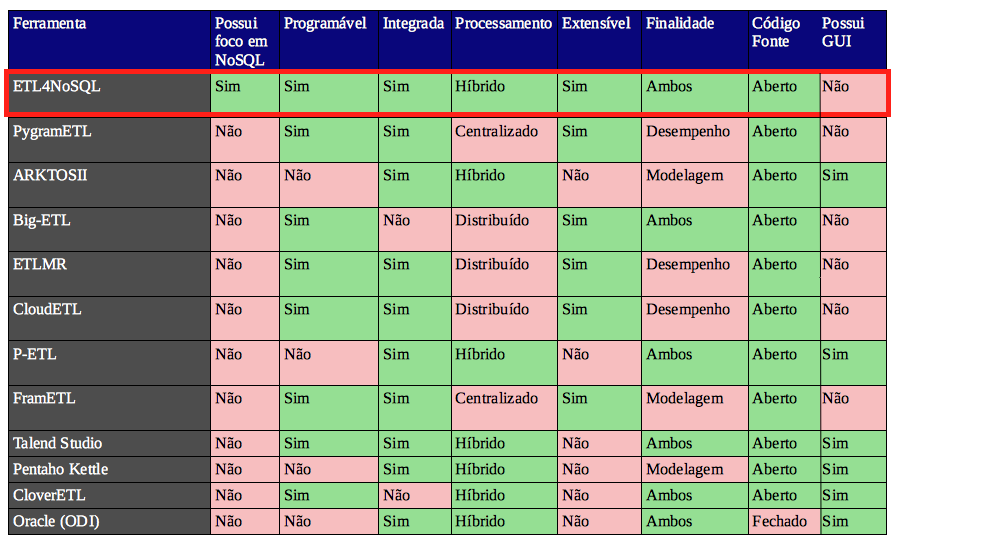 Ferramenta Possui foco em NoSQL Programável Integrada Processamento Extensível Finalidade Código Fonte Possui GUI
ETL4NoSQL Sim Sim Sim Híbrido Sim Ambos Aberto Não
PygramETL Não Sim Sim Centralizado Sim Desempenho Aberto Não
ARKTOSII Não Não Sim Híbrido Não Modelagem Aberto Sim
Big-ETL Não Sim Não Distribuído Sim Ambos Aberto Não
ETLMR Não Sim Sim Distribuído Sim Desempenho Aberto Não
CloudETL Não Sim Sim Distribuído Sim Desempenho Aberto Não
P-ETL Não Não Sim Híbrido Não Ambos Aberto Sim
FramETL Não Sim Sim Centralizado Sim Modelagem Aberto Não
Talend Studio Não Sim Sim Híbrido Não Ambos Aberto Sim
Pentaho Kettle Não Não Sim Híbrido Não Modelagem Aberto Sim
CloverETL Não Sim Não Híbrido Não Ambos Aberto Sim
Oracle (ODI) Não Não Sim Híbrido Não Ambos Fechado Sim